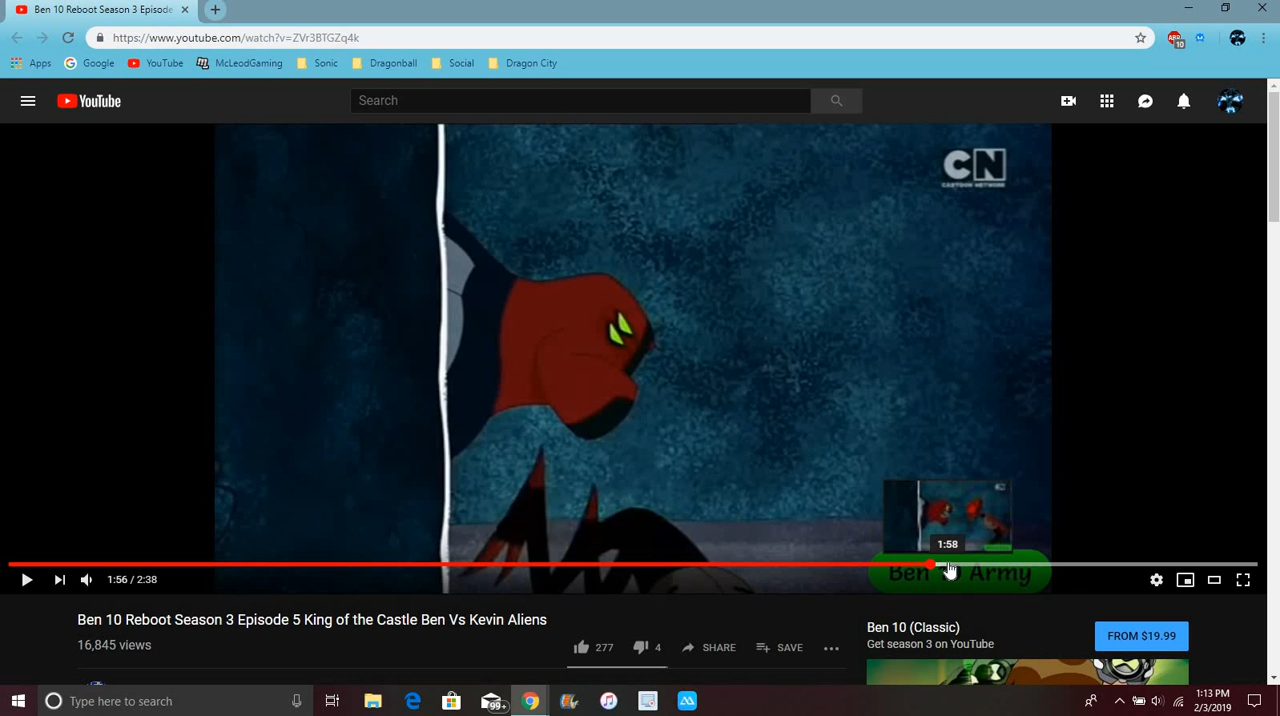 Ben 10 Reboot Season 3 Episode
https://www.youtube.com/watch?v=ZVr3BTGZq4k
ABP
10
Apps
Google
YouTube
McLeodGaming
Sonic
Dragonball
Social
Dragon City
YouTube
Search
CN
CARTOON NETWORK
1:58
Ben 10 Army
1:56 / 2:38
Ben 10 Reboot Season 3 Episode 5 King of the Castle Ben Vs Kevin Aliens
16,845 views
277
4
SHARE
SAVE
Ben 10 (Classic)
Get season 3 on YouTube
FROM $19.99
Type here to search
99+
1:13 PM
2/3/2019